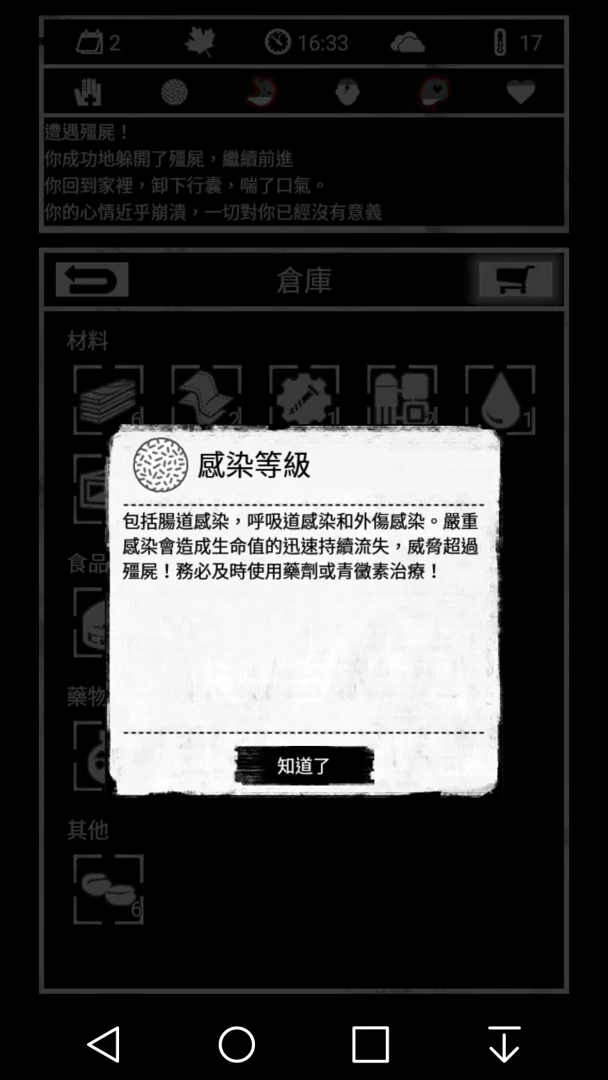 2
16:33
17
遭遇殭屍！
你成功地躲開了殭屍，繼續前進
你回到家裡，卸下行囊，喘了口氣。
你的心情近乎崩潰，一切對你已經沒有意義
倉庫
材料
6
2
1
2
1
感染等級
包括腸道感染，呼吸道感染和外傷感染。嚴重
感染會造成生命值的迅速持續流失，威脅超過
殭屍！務必及時使用藥劑或青黴素治療！
食品
藥物
知道了
其他
6